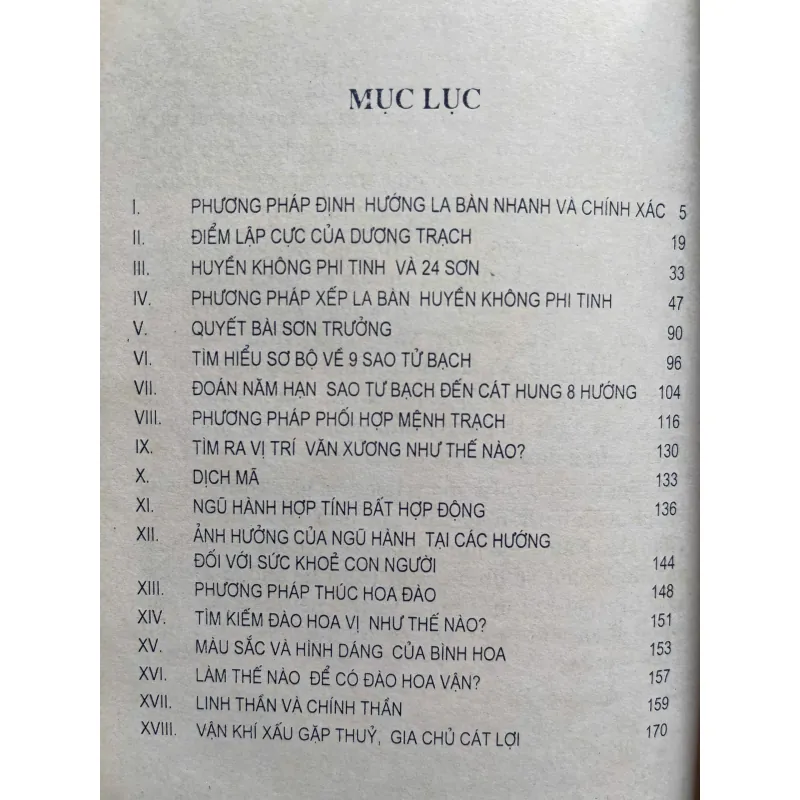 MỤC LỤC
I. PHƯƠNG PHÁP ĐỊNH HƯỚNG LA BÀN NHANH VÀ CHÍNH XÁC 5
II. ĐIỂM LẬP CỰC CỦA DƯƠNG TRẠCH 19
III. HUYỀN KHÔNG PHI TINH VÀ 24 SƠN 33
IV. PHƯƠNG PHÁP XẾP LA BÀN HUYỀN KHÔNG PHI TINH 47
V. QUYẾT BÀI SƠN TRƯỞNG 90
VI. TÌM HIỂU SƠ BỘ VỀ 9 SAO TỬ BẠCH 96
VII. ĐOÁN NĂM HẠN SAO TƯ BẠCH ĐẾN CÁT HUNG 8 HƯỚNG 104
VIII. PHƯƠNG PHÁP PHỐI HỢP MỆNH TRẠCH 116
IX. TÌM RA VỊ TRÍ VĂN XƯƠNG NHƯ THẾ NÀO? 130
X. DỊCH MÃ 133
XI. NGŨ HÀNH HỢP TÍNH BẤT HỢP ĐỘNG 136
XII. ẢNH HƯỞNG CỦA NGŨ HÀNH TẠI CÁC HƯỚNG
ĐỐI VỚI SỨC KHOẺ CON NGƯỜI 144
XIII. PHƯƠNG PHÁP THÚC HOA ĐÀO 148
XIV. TÌM KIẾM ĐÀO HOA VỊ NHƯ THẾ NÀO? 151
XV. MÀU SẮC VÀ HÌNH DÁNG CỦA BÌNH HOA 153
XVI. LÀM THẾ NÀO ĐỂ CÓ ĐÀO HOA VẬN? 157
XVII. LINH THẦN VÀ CHÍNH THẦN 159
XVIII. VẬN KHÍ XẤU GẶP THUỶ, GIA CHỦ CÁT LỢI 170